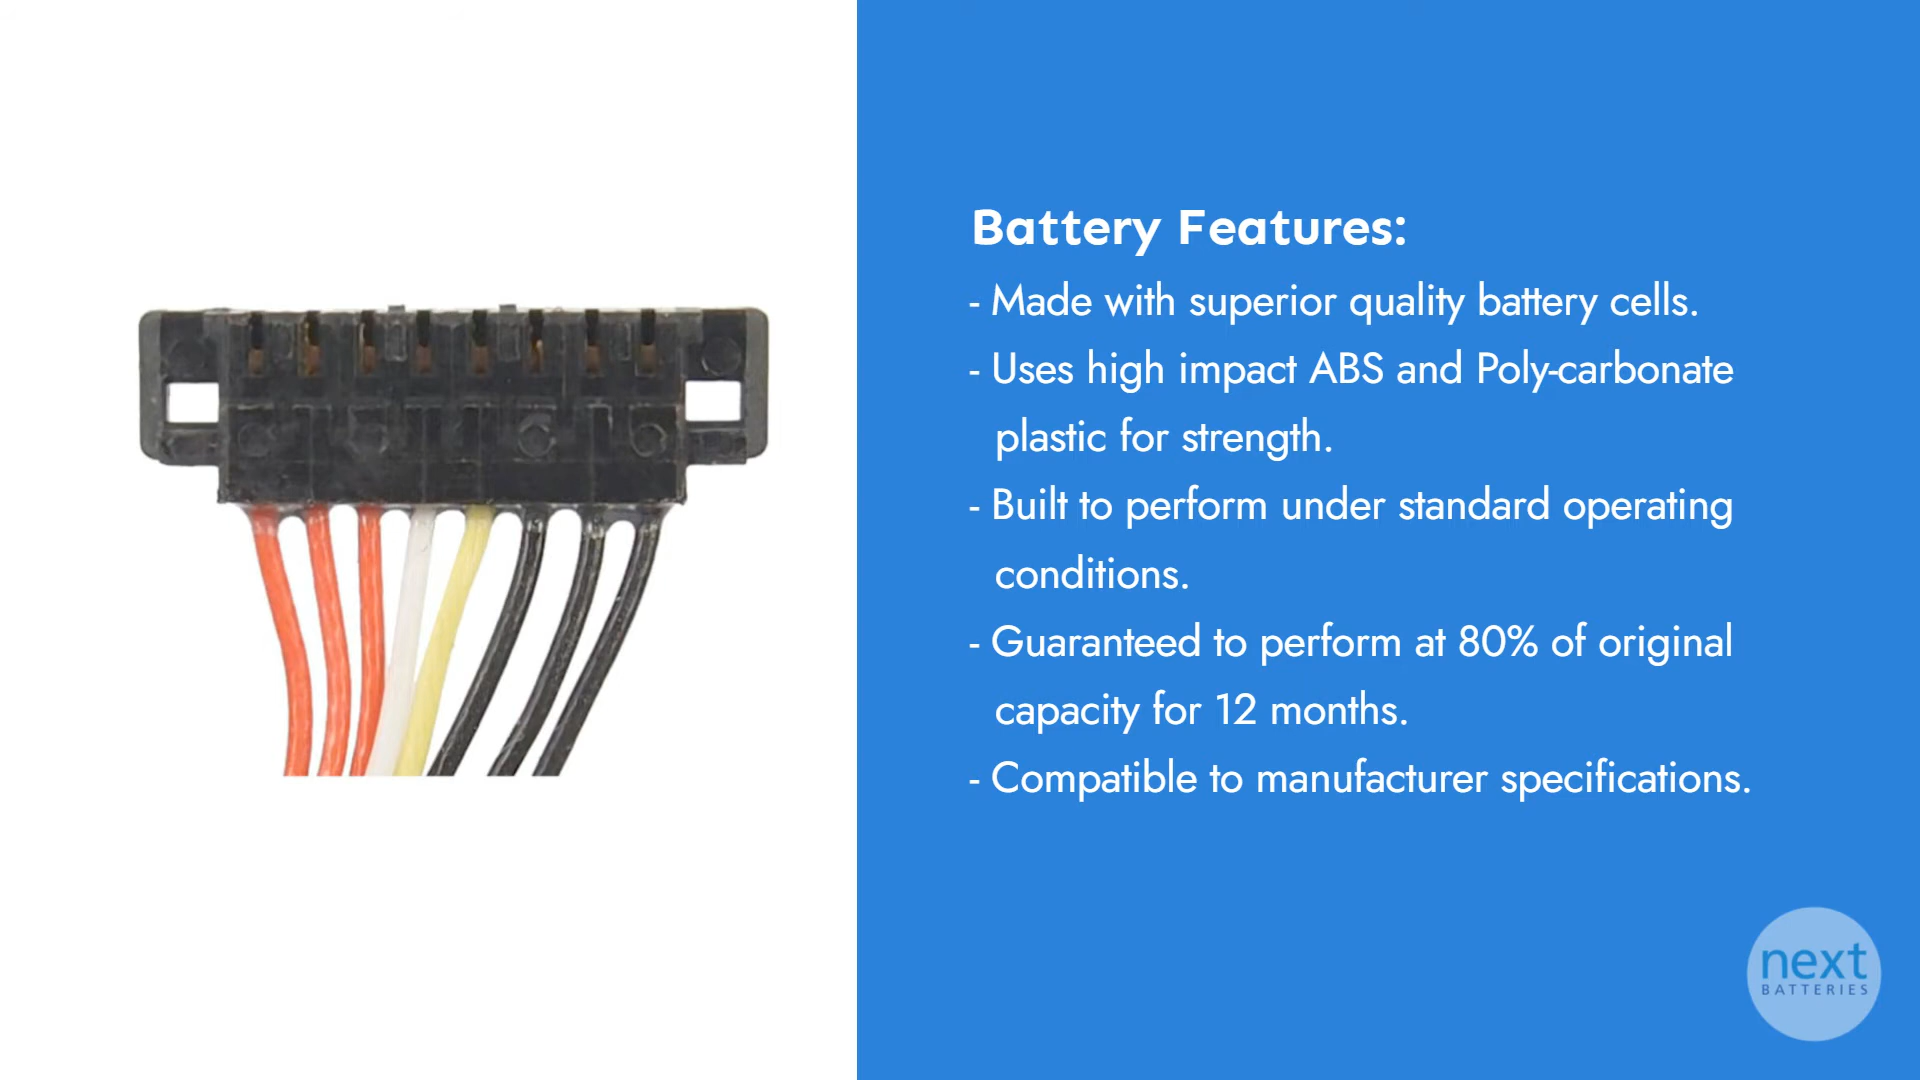 Battery Features:
- Made with superior quality battery cells.
- Uses high impact ABS and Poly-carbonate
plastic for strength.
- Built to perform under standard operating
conditions.
- Guaranteed to perform at 80% of original
capacity for 12 months.
- Compatible to manufacturer specifications.
next
BATTERIES